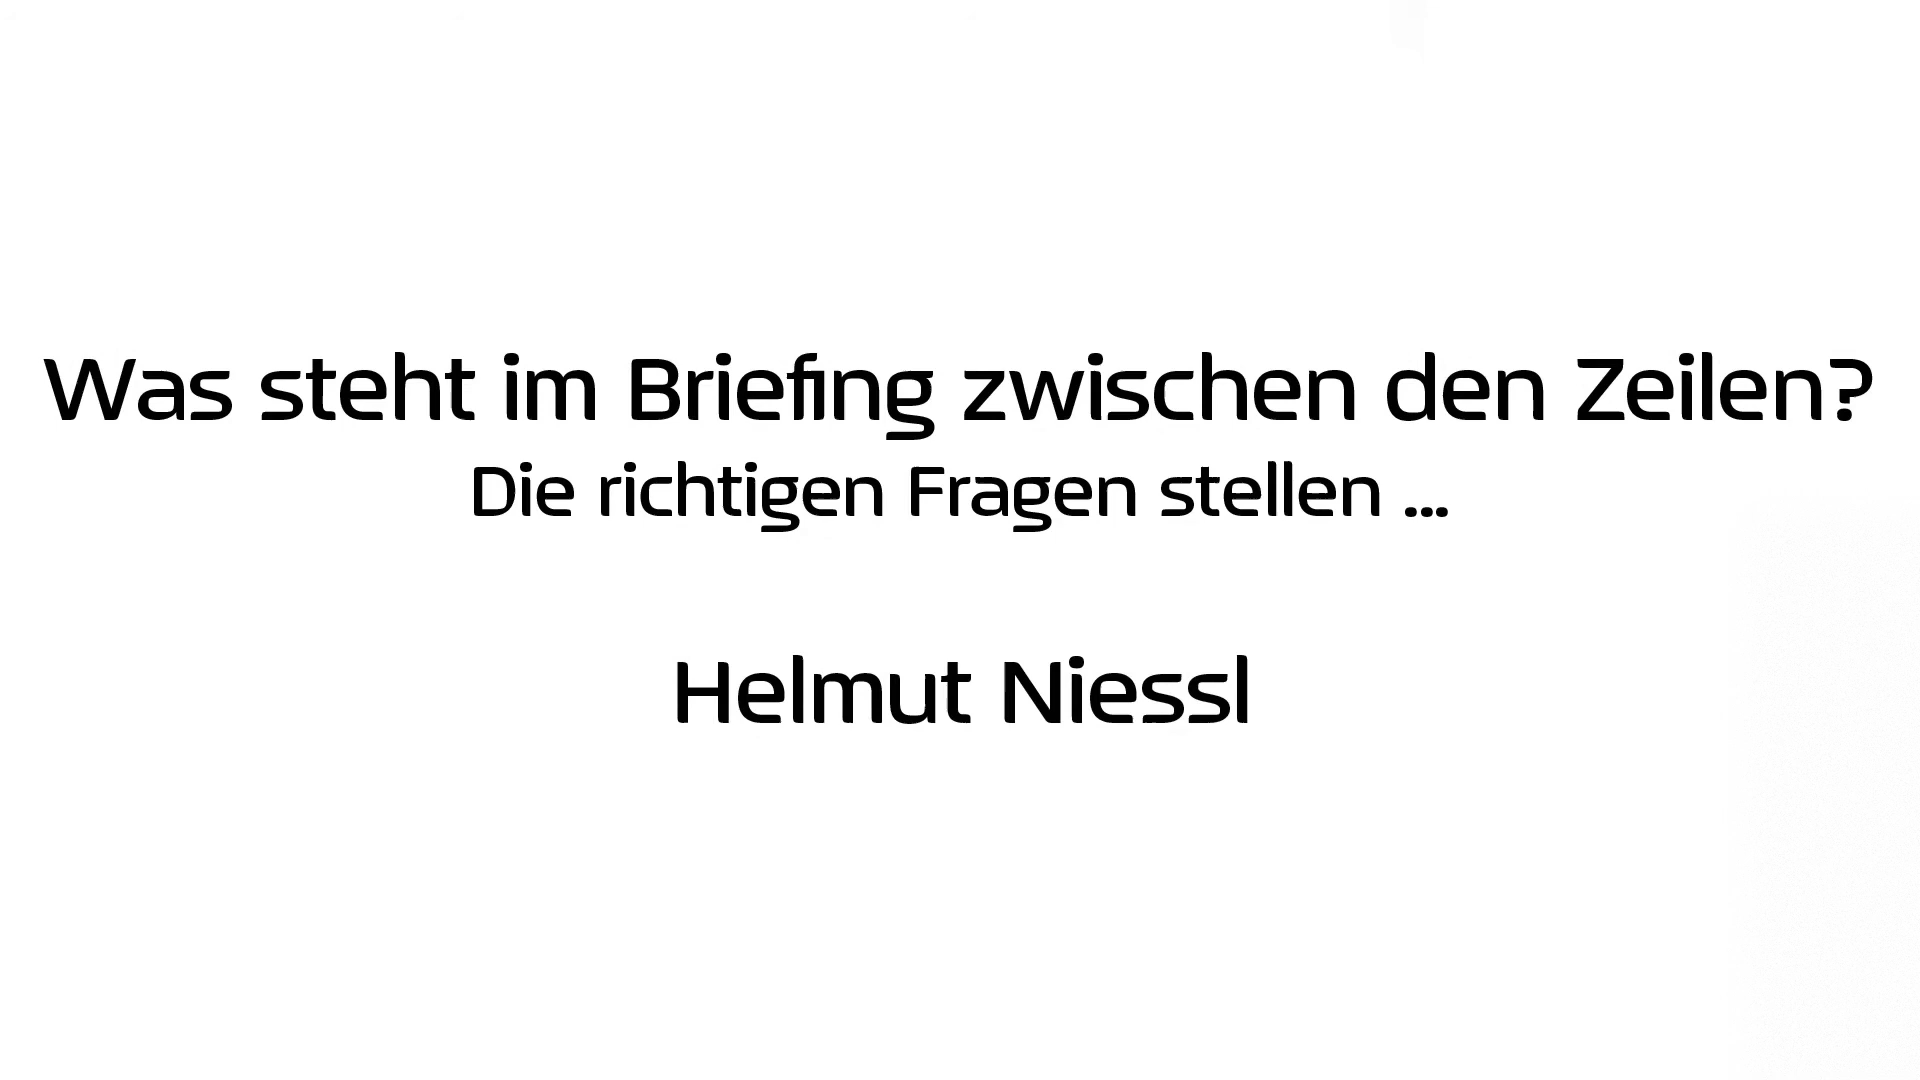 Was steht im Briefing zwischen den Zeilen?
Die richtigen Fragen stellen ...
Helmut Niessl